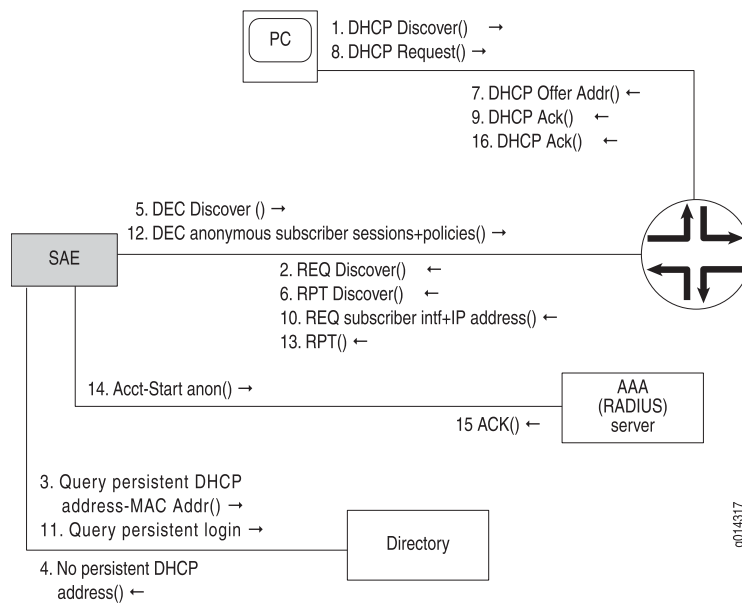 PC
1. DHCP Discover() →
8. DHCP Request() →
7. DHCP Offer Addr() ←
9. DHCP Ack() ←
16. DHCP Ack() ←
5. DEC Discover () →
12. DEC anonymous subscriber sessions+policies() →
SAE
2. REQ Discover() ←
6. RPT Discover() ←
10. REQ subscriber intf+IP address() ←
13. RPT() ←
14. Acct-Start anon() →
AAA
(RADIUS)
server
15 ACK() ←
3. Query persistent DHCP
address-MAC Addr() →
11. Query persistent login →
Directory
4. No persistent DHCP
address() ←
g014317